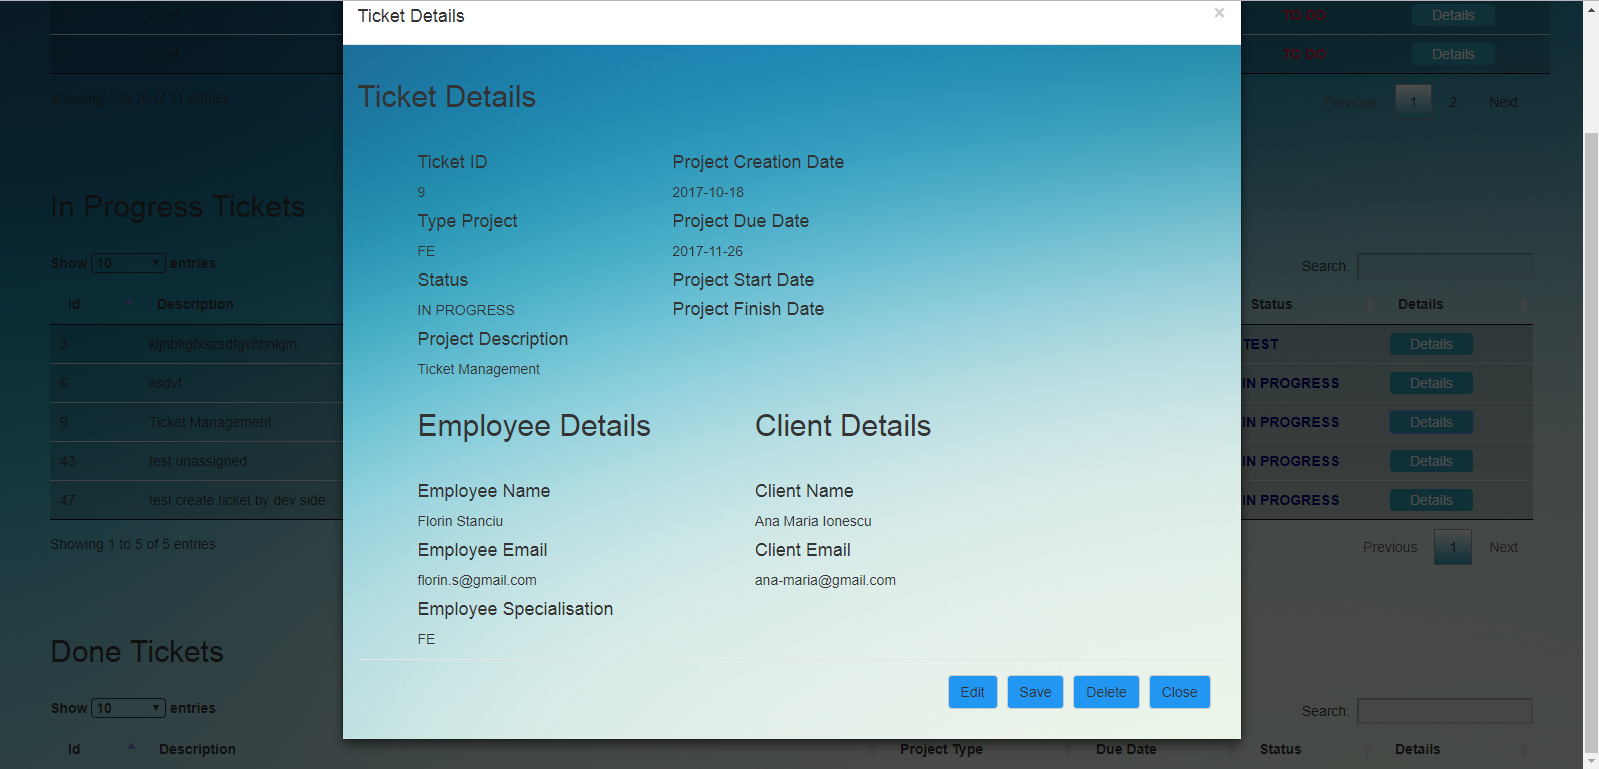 Ticket Details ×
TO DO Details
TO DO Details
Showing 1 to 10 of 11 entries Previous 1 2 Next
Ticket Details
Ticket ID Project Creation Date
9 2017-10-18
Type Project Project Due Date
FE 2017-11-26
Status Project Start Date
IN PROGRESS Project Finish Date
Project Description
Ticket Management
Employee Details Client Details
Employee Name Client Name
Florin Stanciu Ana Maria Ionescu
Employee Email Client Email
florin.s@gmail.com ana-maria@gmail.com
Employee Specialisation
FE
Edit Save Delete Close
In Progress Tickets
Show 10 entries Search:
Id Description Status Details
3 kljnbhgfxszsdfgvhbnkjm TEST Details
6 xsdvf IN PROGRESS Details
9 Ticket Management IN PROGRESS Details
43 test unassigned IN PROGRESS Details
47 test create ticket by dev side IN PROGRESS Details
Showing 1 to 5 of 5 entries Previous 1 Next
Done Tickets
Show 10 entries Search:
Id Description Project Type Due Date Status Details